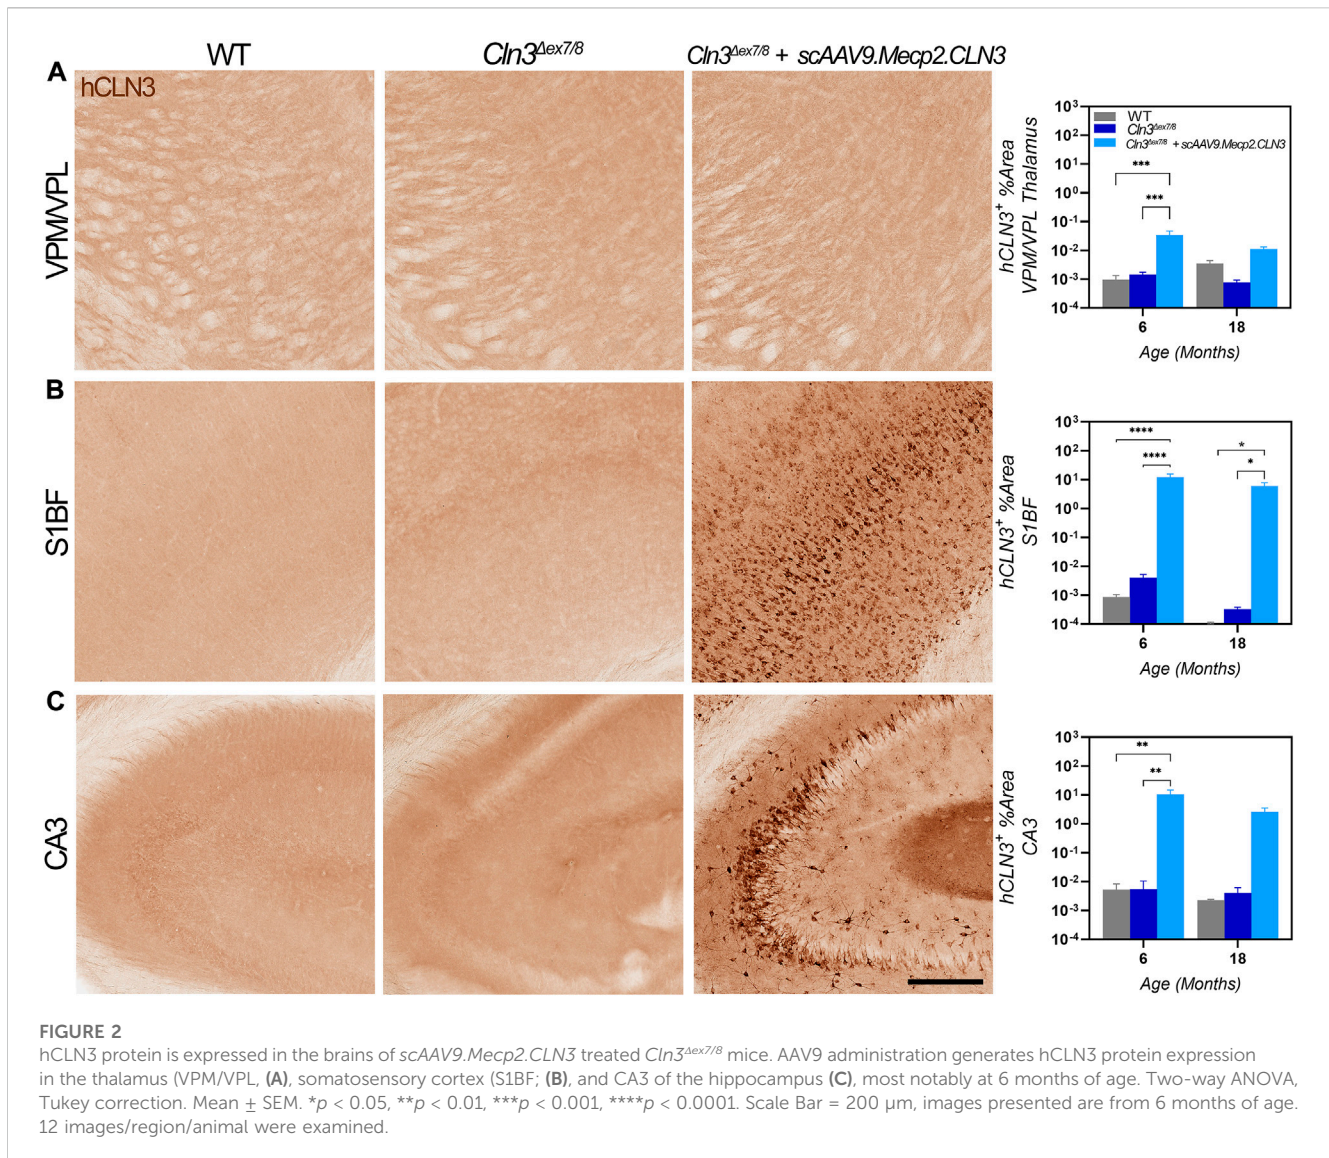 WT
Cln3Δex7/8
Cln3Δex7/8 + scAAV9.Mecp2.CLN3
A
hCLN3
VPM/VPL
hCLN3+ %Area
VPM/VPL Thalamus
10³
10²
10¹
10⁰
10⁻¹
10⁻²
10⁻³
10⁻⁴
WT
Cln3Δex7/8
Cln3Δex7/8 + scAAV9.Mecp2.CLN3
***
***
6
18
Age (Months)
B
S1BF
hCLN3+ %Area
S1BF
10³
10²
10¹
10⁰
10⁻¹
10⁻²
10⁻³
10⁻⁴
****
****
*
*
6
18
Age (Months)
C
CA3
hCLN3+ %Area
CA3
10³
10²
10¹
10⁰
10⁻¹
10⁻²
10⁻³
10⁻⁴
**
**
6
18
Age (Months)
FIGURE 2
hCLN3 protein is expressed in the brains of scAAV9.Mecp2.CLN3 treated Cln3Δex7/8 mice. AAV9 administration generates hCLN3 protein expression
in the thalamus (VPM/VPL, (A), somatosensory cortex (S1BF; (B), and CA3 of the hippocampus (C), most notably at 6 months of age. Two-way ANOVA,
Tukey correction. Mean ± SEM. *p < 0.05, **p < 0.01, ***p < 0.001, ****p < 0.0001. Scale Bar = 200 µm, images presented are from 6 months of age.
12 images/region/animal were examined.